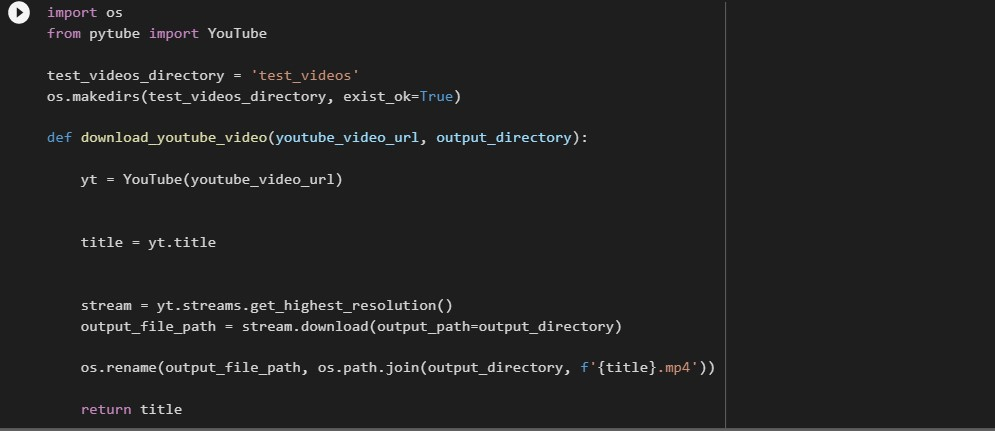 import os
from pytube import YouTube
test_videos_directory = 'test_videos'
os.makedirs(test_videos_directory, exist_ok=True)
def download_youtube_video(youtube_video_url, output_directory):
    yt = YouTube(youtube_video_url)
    title = yt.title
    stream = yt.streams.get_highest_resolution()
    output_file_path = stream.download(output_path=output_directory)
    os.rename(output_file_path, os.path.join(output_directory, f'{title}.mp4'))
    return title